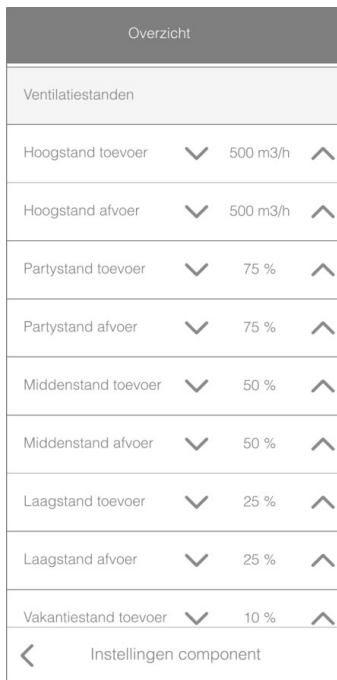 Overzicht
Ventilatiestanden
Hoogstand toevoer 500 m3/h
Hoogstand afvoer 500 m3/h
Partystand toevoer 75 %
Partystand afvoer 75 %
Middenstand toevoer 50 %
Middenstand afvoer 50 %
Laagstand toevoer 25 %
Laagstand afvoer 25 %
Vakantiestand toevoer 10 %
Instellingen component